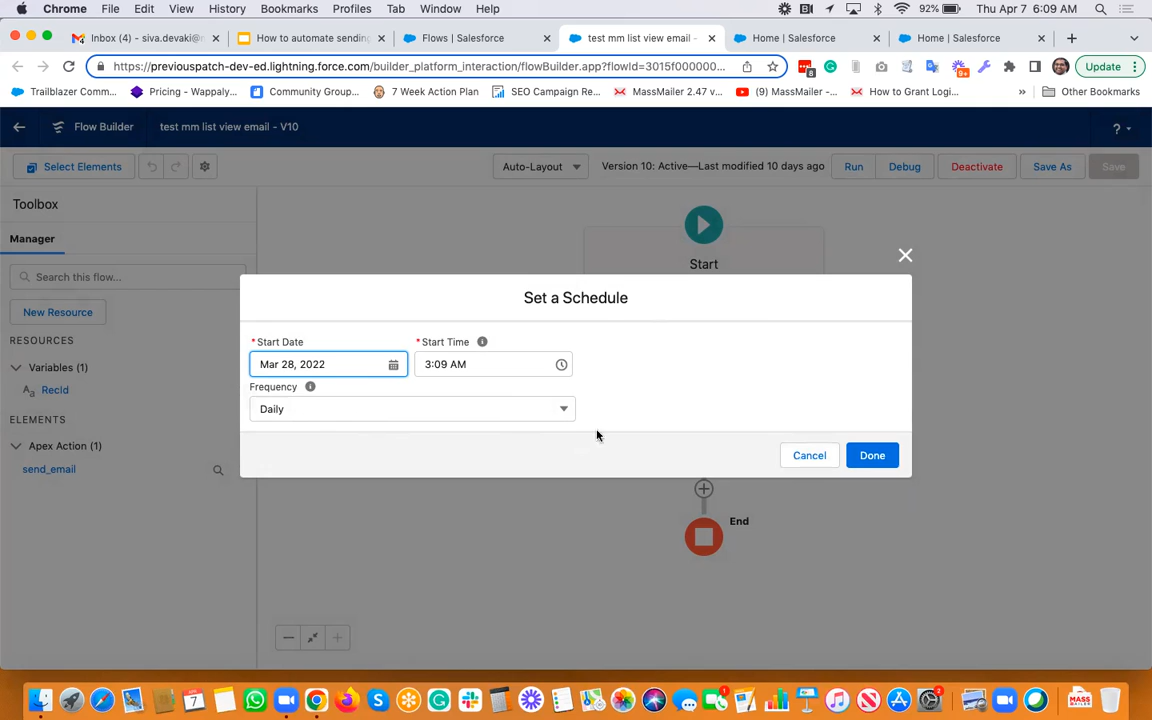 Chrome File Edit View History Bookmarks Profiles Tab Window Help 92% Thu Apr 7 6:09 AM
Inbox (4) - siva.devaki@r How to automate sending Flows | Salesforce test mm list view email - Home | Salesforce Home | Salesforce
https://previouspatch-dev-ed.lightning.force.com/builder_platform_interaction/flowBuilder.app?flowId=3015f000000... 8 9+ Update
Trailblazer Comm... Pricing - Wappaly... Community Group... 7 Week Action Plan SEO Campaign Re... MassMailer 2.47 v... (9) MassMailer -... How to Grant Logi... » Other Bookmarks
Flow Builder test mm list view email - V10 ?
Select Elements Auto-Layout Version 10: Active—Last modified 10 days ago Run Debug Deactivate Save As Save
Toolbox
Manager
Start
Search this flow...
Set a Schedule
New Resource
RESOURCES
* Start Date * Start Time
Variables (1)
Mar 28, 2022 3:09 AM
Aa RecId
Frequency
ELEMENTS
Daily
Apex Action (1)
Cancel Done
send_email
End
7 1 2